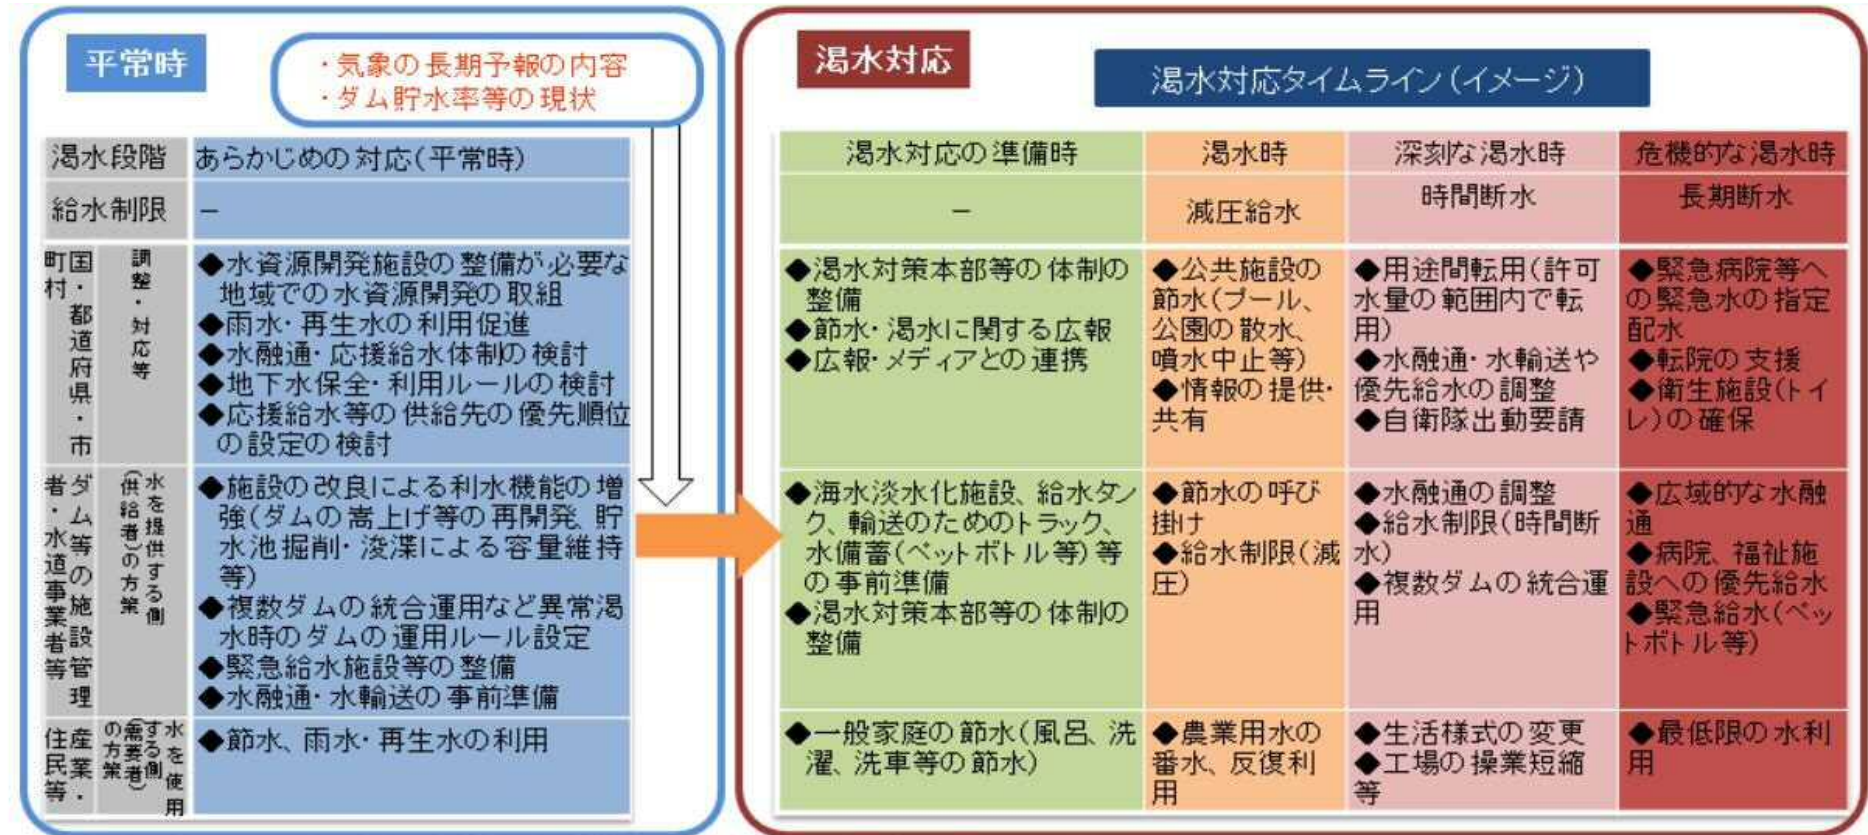 平常時
・気象の長期予報の内容
・ダム貯水率等の現状
渇水段階
あらかじめの対応(平常時)
給水制限
－
国・都道府県・市町村
調整・対応等
◆水資源開発施設の整備が必要な
地域での水資源開発の取組
◆雨水・再生水の利用促進
◆水融通・応援給水体制の検討
◆地下水保全・利用ルールの検討
◆応援給水等の供給先の優先順位
の設定の検討
ダム等の施設管理
者・水道事業者等
水を提供する側
(供給者)の方策
◆施設の改良による利水機能の増
強(ダムの嵩上げ等の再開発、貯
水池掘削・浚渫による容量維持
等)
◆複数ダムの統合運用など異常渇
水時のダムの運用ルール設定
◆緊急給水施設等の整備
◆水融通・水輸送の事前準備
産業・
住民等
水を使用
する側
(需要者)
の方策
◆節水、雨水・再生水の利用
渇水対応
渇水対応タイムライン(イメージ)
渇水対応の準備時
渇水時
深刻な渇水時
危機的な渇水時
－
減圧給水
時間断水
長期断水
◆渇水対策本部等の体制の
整備
◆節水・渇水に関する広報
◆広報・メディアとの連携
◆公共施設の
節水(プール、
公園の散水、
噴水中止等)
◆情報の提供・
共有
◆用途間転用(許可
水量の範囲内で転
用)
◆水融通・水輸送や
優先給水の調整
◆自衛隊出動要請
◆緊急病院等へ
の緊急水の指定
配水
◆転院の支援
◆衛生施設(トイ
レ)の確保
◆海水淡水化施設、給水タン
ク、輸送のためのトラック、
水備蓄(ペットボトル等)等
の事前準備
◆渇水対策本部等の体制の
整備
◆節水の呼び
掛け
◆給水制限(減
圧)
◆水融通の調整
◆給水制限(時間断
水)
◆複数ダムの統合運
用
◆広域的な水融
通
◆病院、福祉施
設への優先給水
◆緊急給水(ペッ
トボトル等)
◆一般家庭の節水(風呂、洗
濯、洗車等の節水)
◆農業用水の
番水、反復利
用
◆生活様式の変更
◆工場の操業短縮
等
◆最低限の水利
用